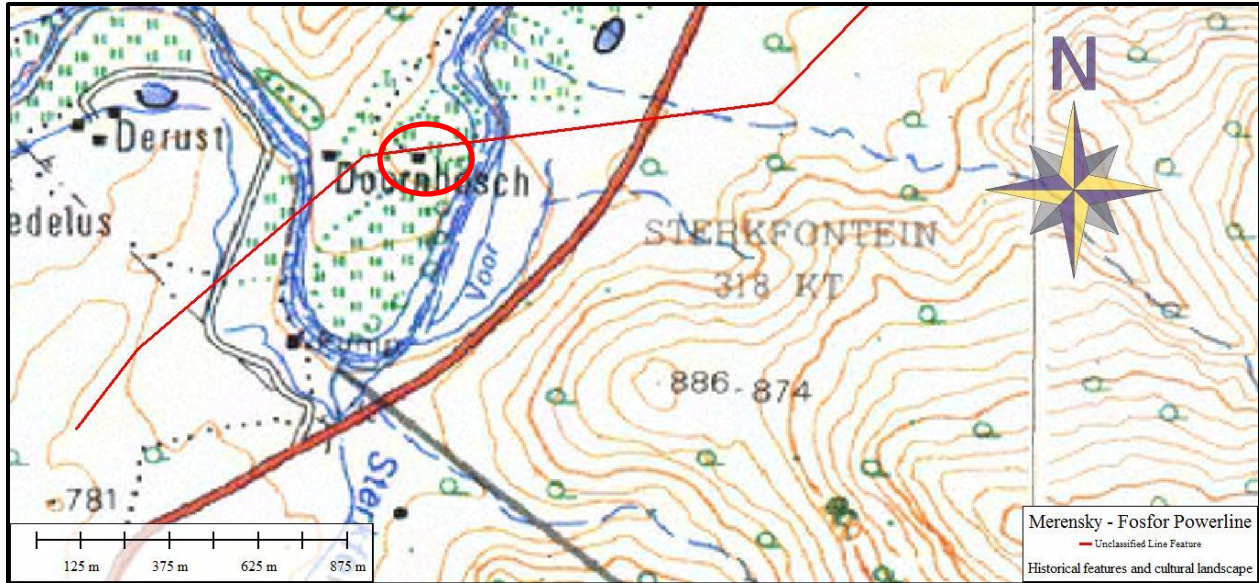 N
Derust
Doornbosch
edelus
Voor
STERKFONTEIN
318 KT
886
874
781
125 m 375 m 625 m 875 m
Merensky - Fosfor Powerline
Unclassified Line Feature
Historical features and cultural landscape